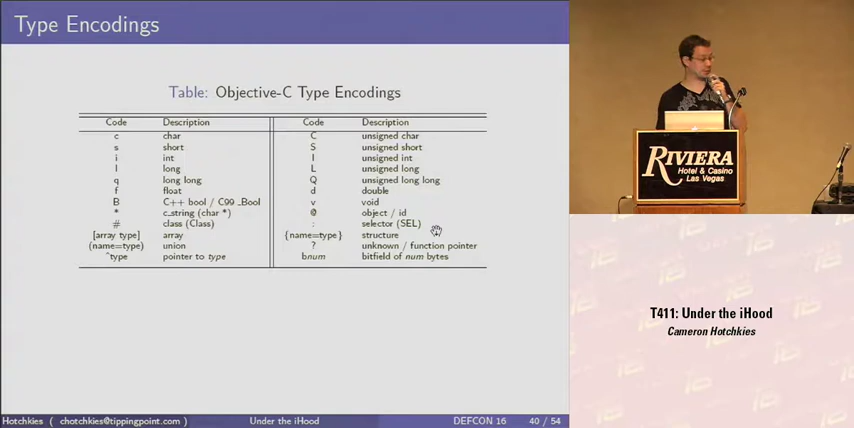 Type Encodings
Table: Objective-C Type Encodings
Code Description Code Description
c char C unsigned char
s short S unsigned short
i int I unsigned int
l long L unsigned long
q long long Q unsigned long long
f float d double
B C++ bool / C99 _Bool v void
* c_string (char *) @ object / id
# class (Class) : selector (SEL)
[array type] array {name=type} structure
(name=type) union ? unknown / function pointer
^type pointer to type bnum bitfield of num bytes
Hotchkies ( chotchkies@tippingpoint.com ) Under the iHood DEFCON 16 40 / 54
RIVIERA
Hotel & Casino
Las Vegas
T411: Under the iHood
Cameron Hotchkies